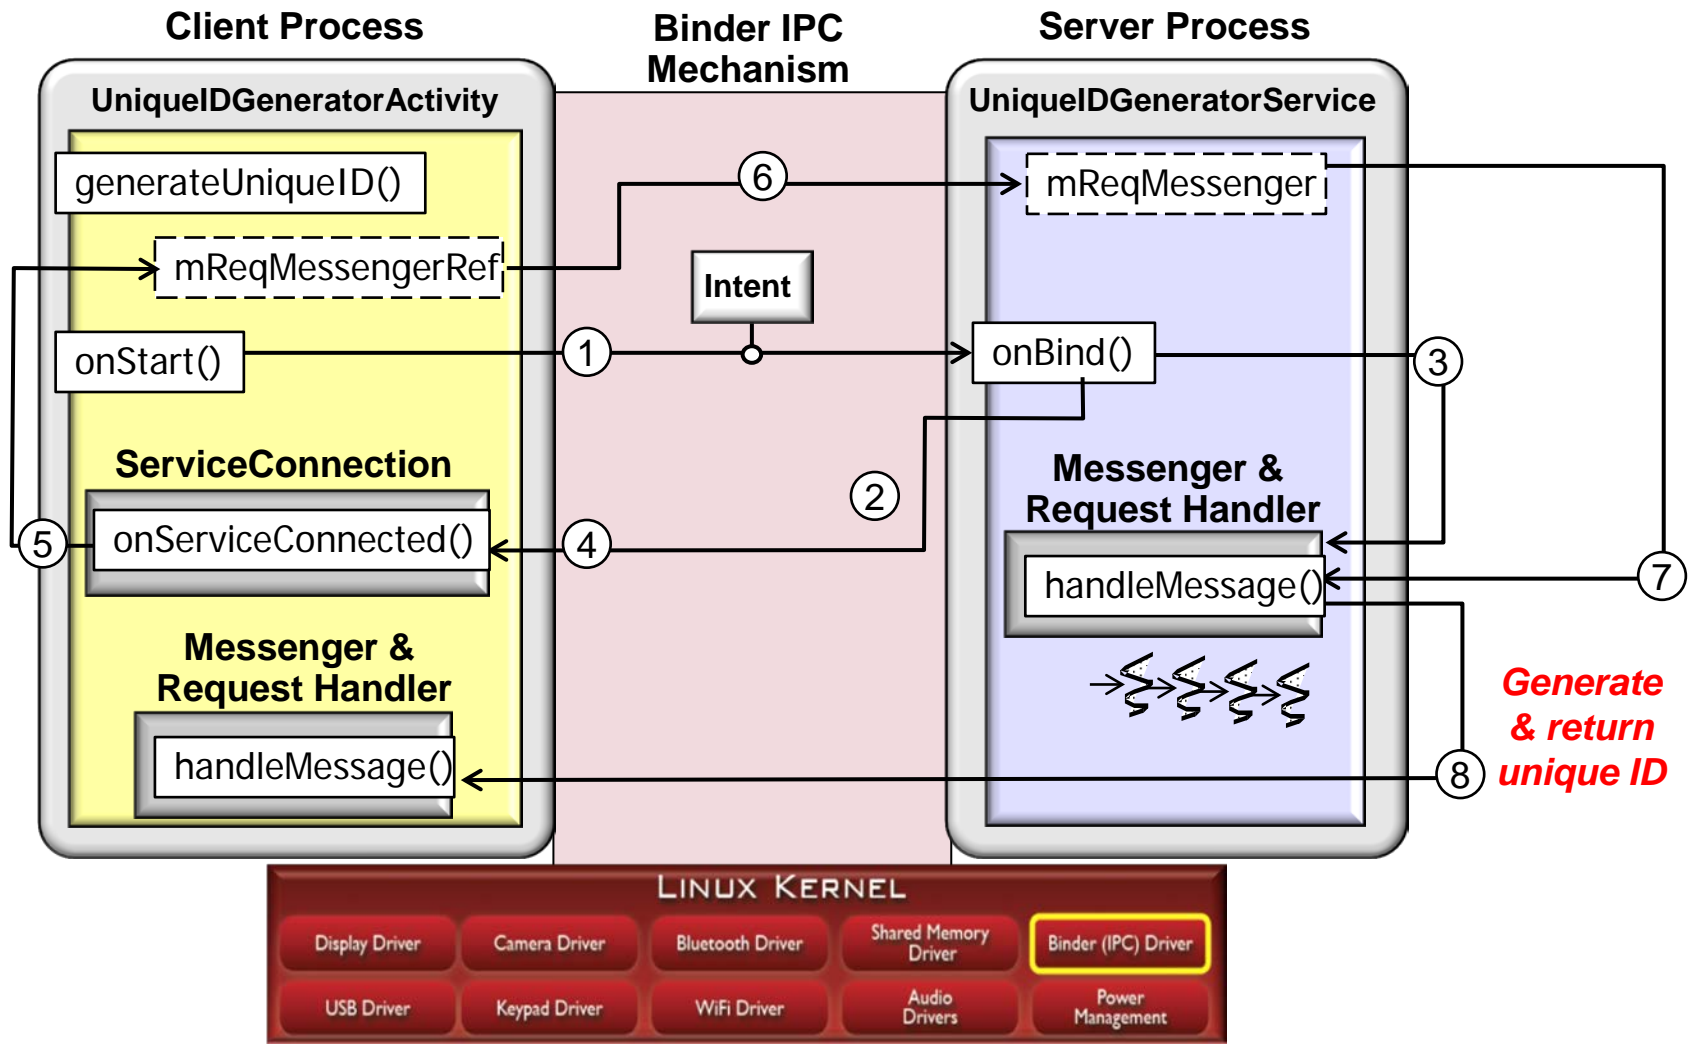 Client Process
Binder IPC
Mechanism
Server Process
UniqueIDGeneratorActivity
UniqueIDGeneratorService
generateUniqueID()
6
mReqMessenger
mReqMessengerRef
Intent
onStart()
1
onBind()
3
ServiceConnection
2
Messenger &
Request Handler
5
onServiceConnected()
4
handleMessage()
7
Messenger &
Request Handler
handleMessage()
8
Generate
& return
unique ID
LINUX KERNEL
Display Driver
Camera Driver
Bluetooth Driver
Shared Memory
Driver
Binder (IPC) Driver
USB Driver
Keypad Driver
WiFi Driver
Audio
Drivers
Power
Management